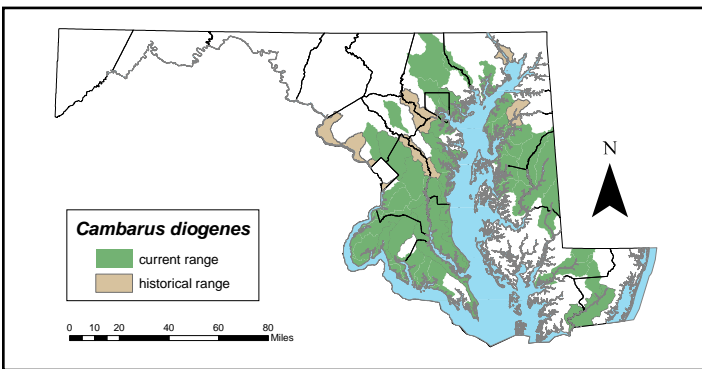 N
Cambarus diogenes
current range
historical range
0 10 20 40 60 80
Miles